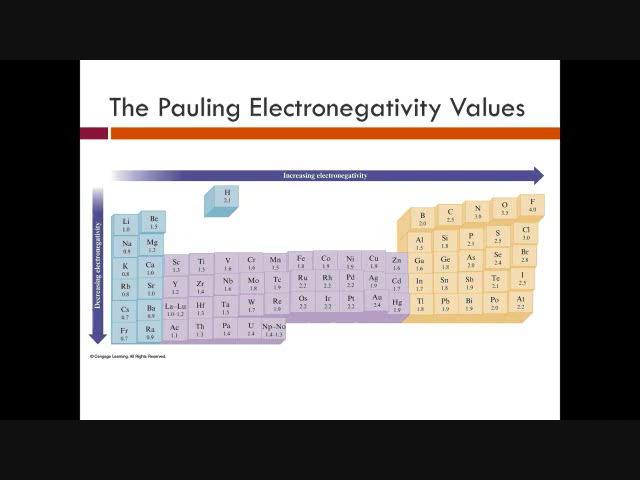 The Pauling Electronegativity Values
Increasing electronegativity
Decreasing electronegativity
H
2.1
Li Be B C N O F
1.0 1.5 2.0 2.5 3.0 3.5 4.0
Na Mg Al Si P S Cl
0.9 1.2 1.5 1.8 2.1 2.5 3.0
K Ca Sc Ti V Cr Mn Fe Co Ni Cu Zn Ga Ge As Se Br
0.8 1.0 1.3 1.5 1.6 1.6 1.5 1.8 1.9 1.9 1.9 1.6 1.6 1.8 2.0 2.4 2.8
Rb Sr Y Zr Nb Mo Tc Ru Rh Pd Ag Cd In Sn Sb Te I
0.8 1.0 1.2 1.4 1.6 1.8 1.9 2.2 2.2 2.2 1.9 1.7 1.7 1.8 1.9 2.1 2.5
Cs Ba La–Lu Hf Ta W Re Os Ir Pt Au Hg Tl Pb Bi Po At
0.7 0.9 1.0–1.2 1.3 1.5 1.7 1.9 2.2 2.2 2.2 2.4 1.9 1.8 1.9 1.9 2.0 2.2
Fr Ra Ac Th Pa U Np–No
0.7 0.9 1.1 1.3 1.4 1.4 1.4–1.3
© Cengage Learning. All Rights Reserved.